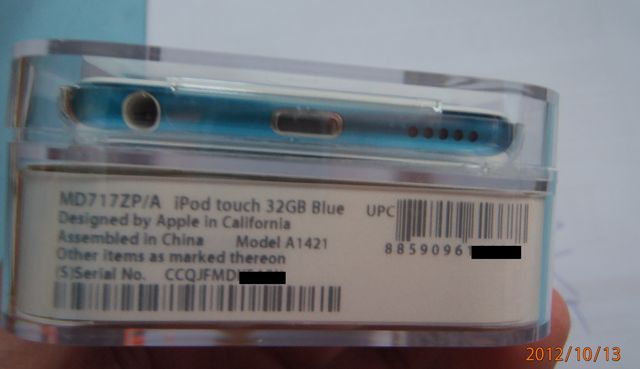 MD717ZP/A iPod touch 32GB Blue
UPC
Designed by Apple in California
Assembled in China Model A1421
8859096
Other items as marked thereon
(S)Serial No. CCQJFMD
2012/10/13